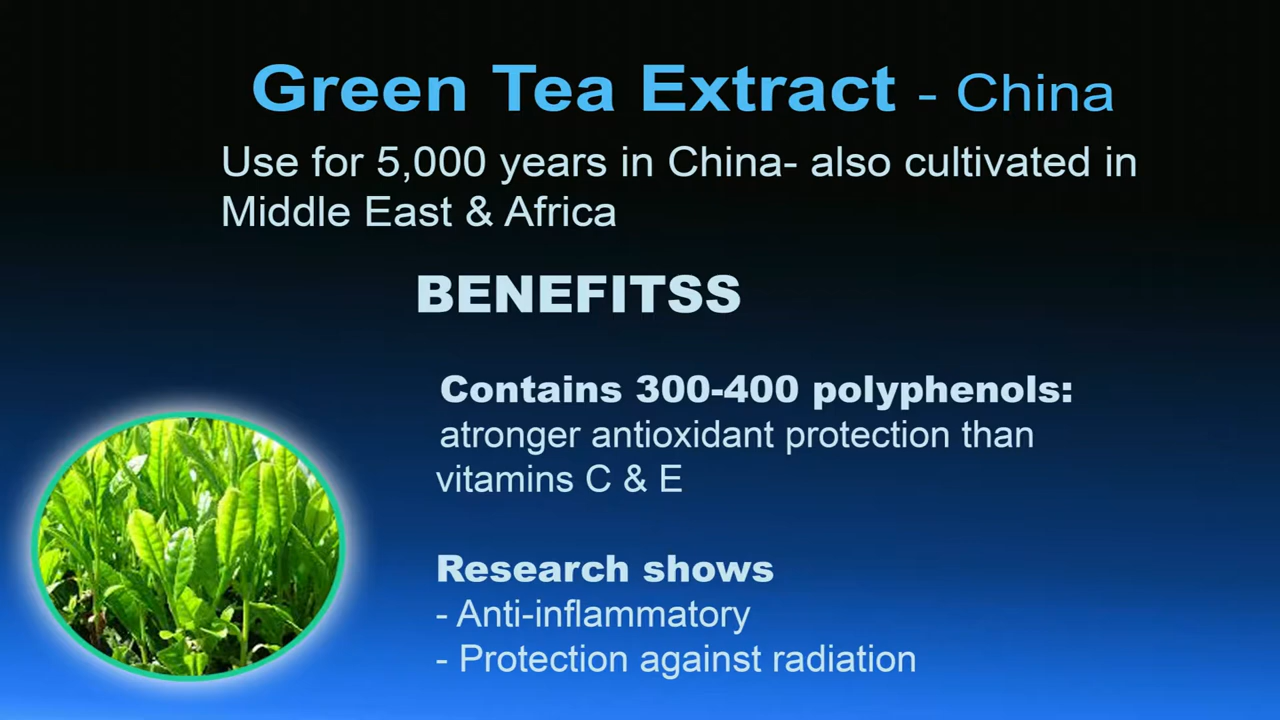 Green Tea Extract - China
Use for 5,000 years in China- also cultivated in
Middle East & Africa
BENEFITSS
Contains 300-400 polyphenols:
atronger antioxidant protection than
vitamins C & E
Research shows
- Anti-inflammatory
- Protection against radiation